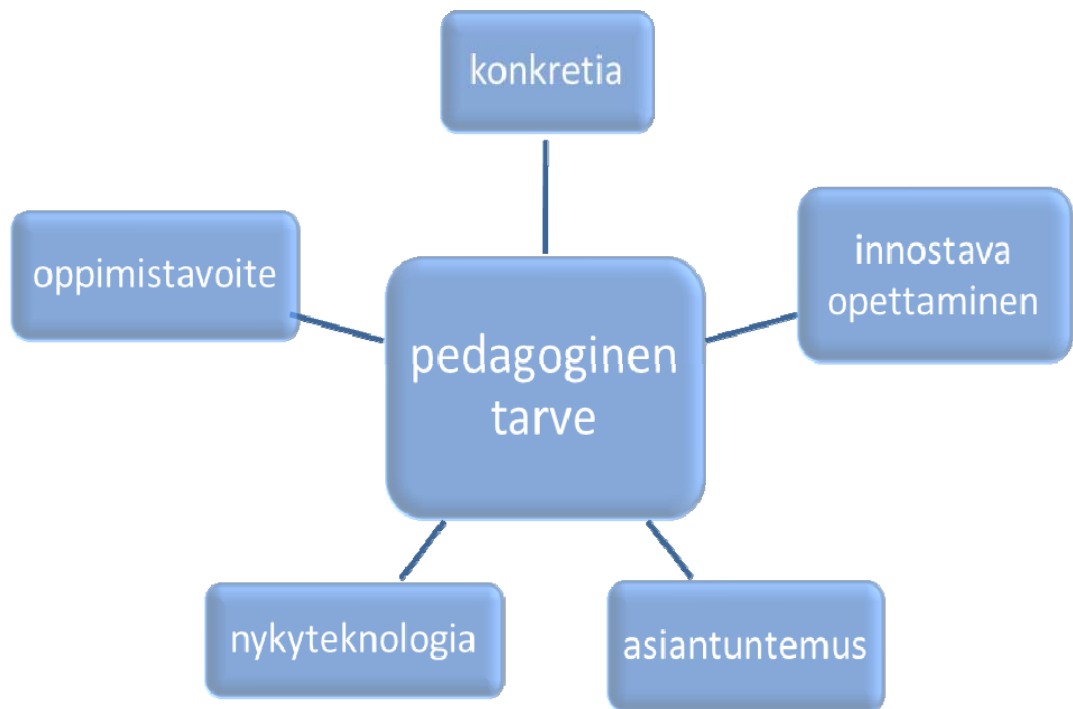 konkretia
innostava
opettaminen
oppimistavoite
pedagoginen
tarve
nykyteknologia
asiantuntemus